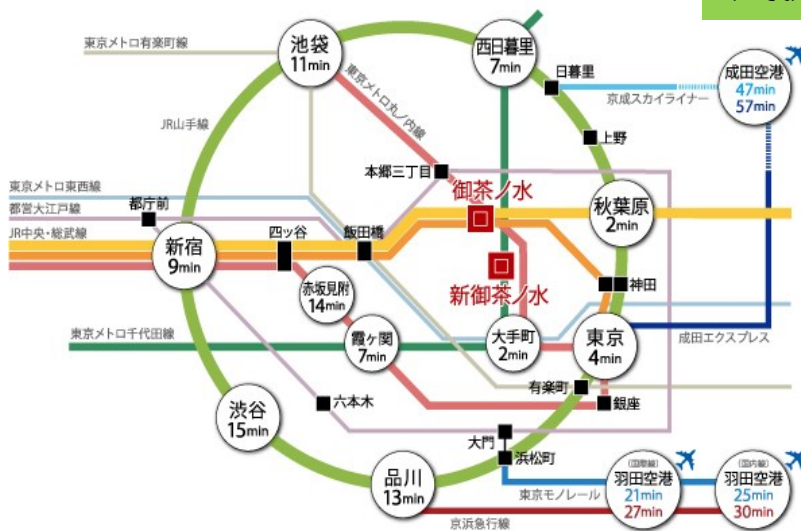 東京メトロ有楽町線
池袋
11min
西日暮里
7min
日暮里
成田空港
47min
57min
京成スカイライナー
東京メトロ丸ノ内線
JR山手線
上野
本郷三丁目
東京メトロ東西線
都庁前
御茶ノ水
秋葉原
2min
都営大江戸線
JR中央・総武線
新宿
9min
四ッ谷
飯田橋
新御茶ノ水
神田
赤坂見附
14min
東京メトロ千代田線
霞ヶ関
7min
大手町
2min
東京
4min
成田エクスプレス
有楽町
銀座
六本木
渋谷
15min
大門
浜松町
品川
13min
東京モノレール
京浜急行線
(国際線)
羽田空港
21min
27min
(国内線)
羽田空港
25min
30min